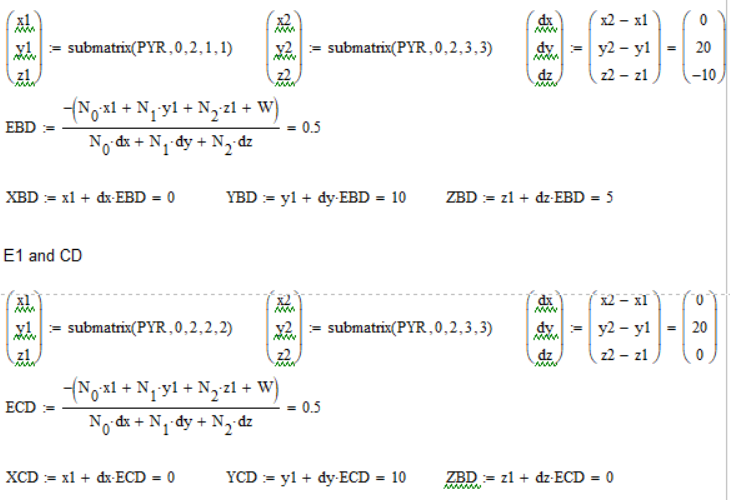 (x1 y1 z1) := submatrix(PYR,0,2,1,1) (x2 y2 z2) := submatrix(PYR,0,2,3,3) (dx dy dz) := (x2 − x1 y2 − y1 z2 − z1) = (0 20 −10)
EBD := −(N₀·x1 + N₁·y1 + N₂·z1 + W) / N₀·dx + N₁·dy + N₂·dz = 0.5
XBD := x1 + dx·EBD = 0 YBD := y1 + dy·EBD = 10 ZBD := z1 + dz·EBD = 5
E1 and CD
(x1 y1 z1) := submatrix(PYR,0,2,2,2) (x2 y2 z2) := submatrix(PYR,0,2,3,3) (dx dy dz) := (x2 − x1 y2 − y1 z2 − z1) = (0 20 0)
ECD := −(N₀·x1 + N₁·y1 + N₂·z1 + W) / N₀·dx + N₁·dy + N₂·dz = 0.5
XCD := x1 + dx·ECD = 0 YCD := y1 + dy·ECD = 10 ZBD := z1 + dz·ECD = 0